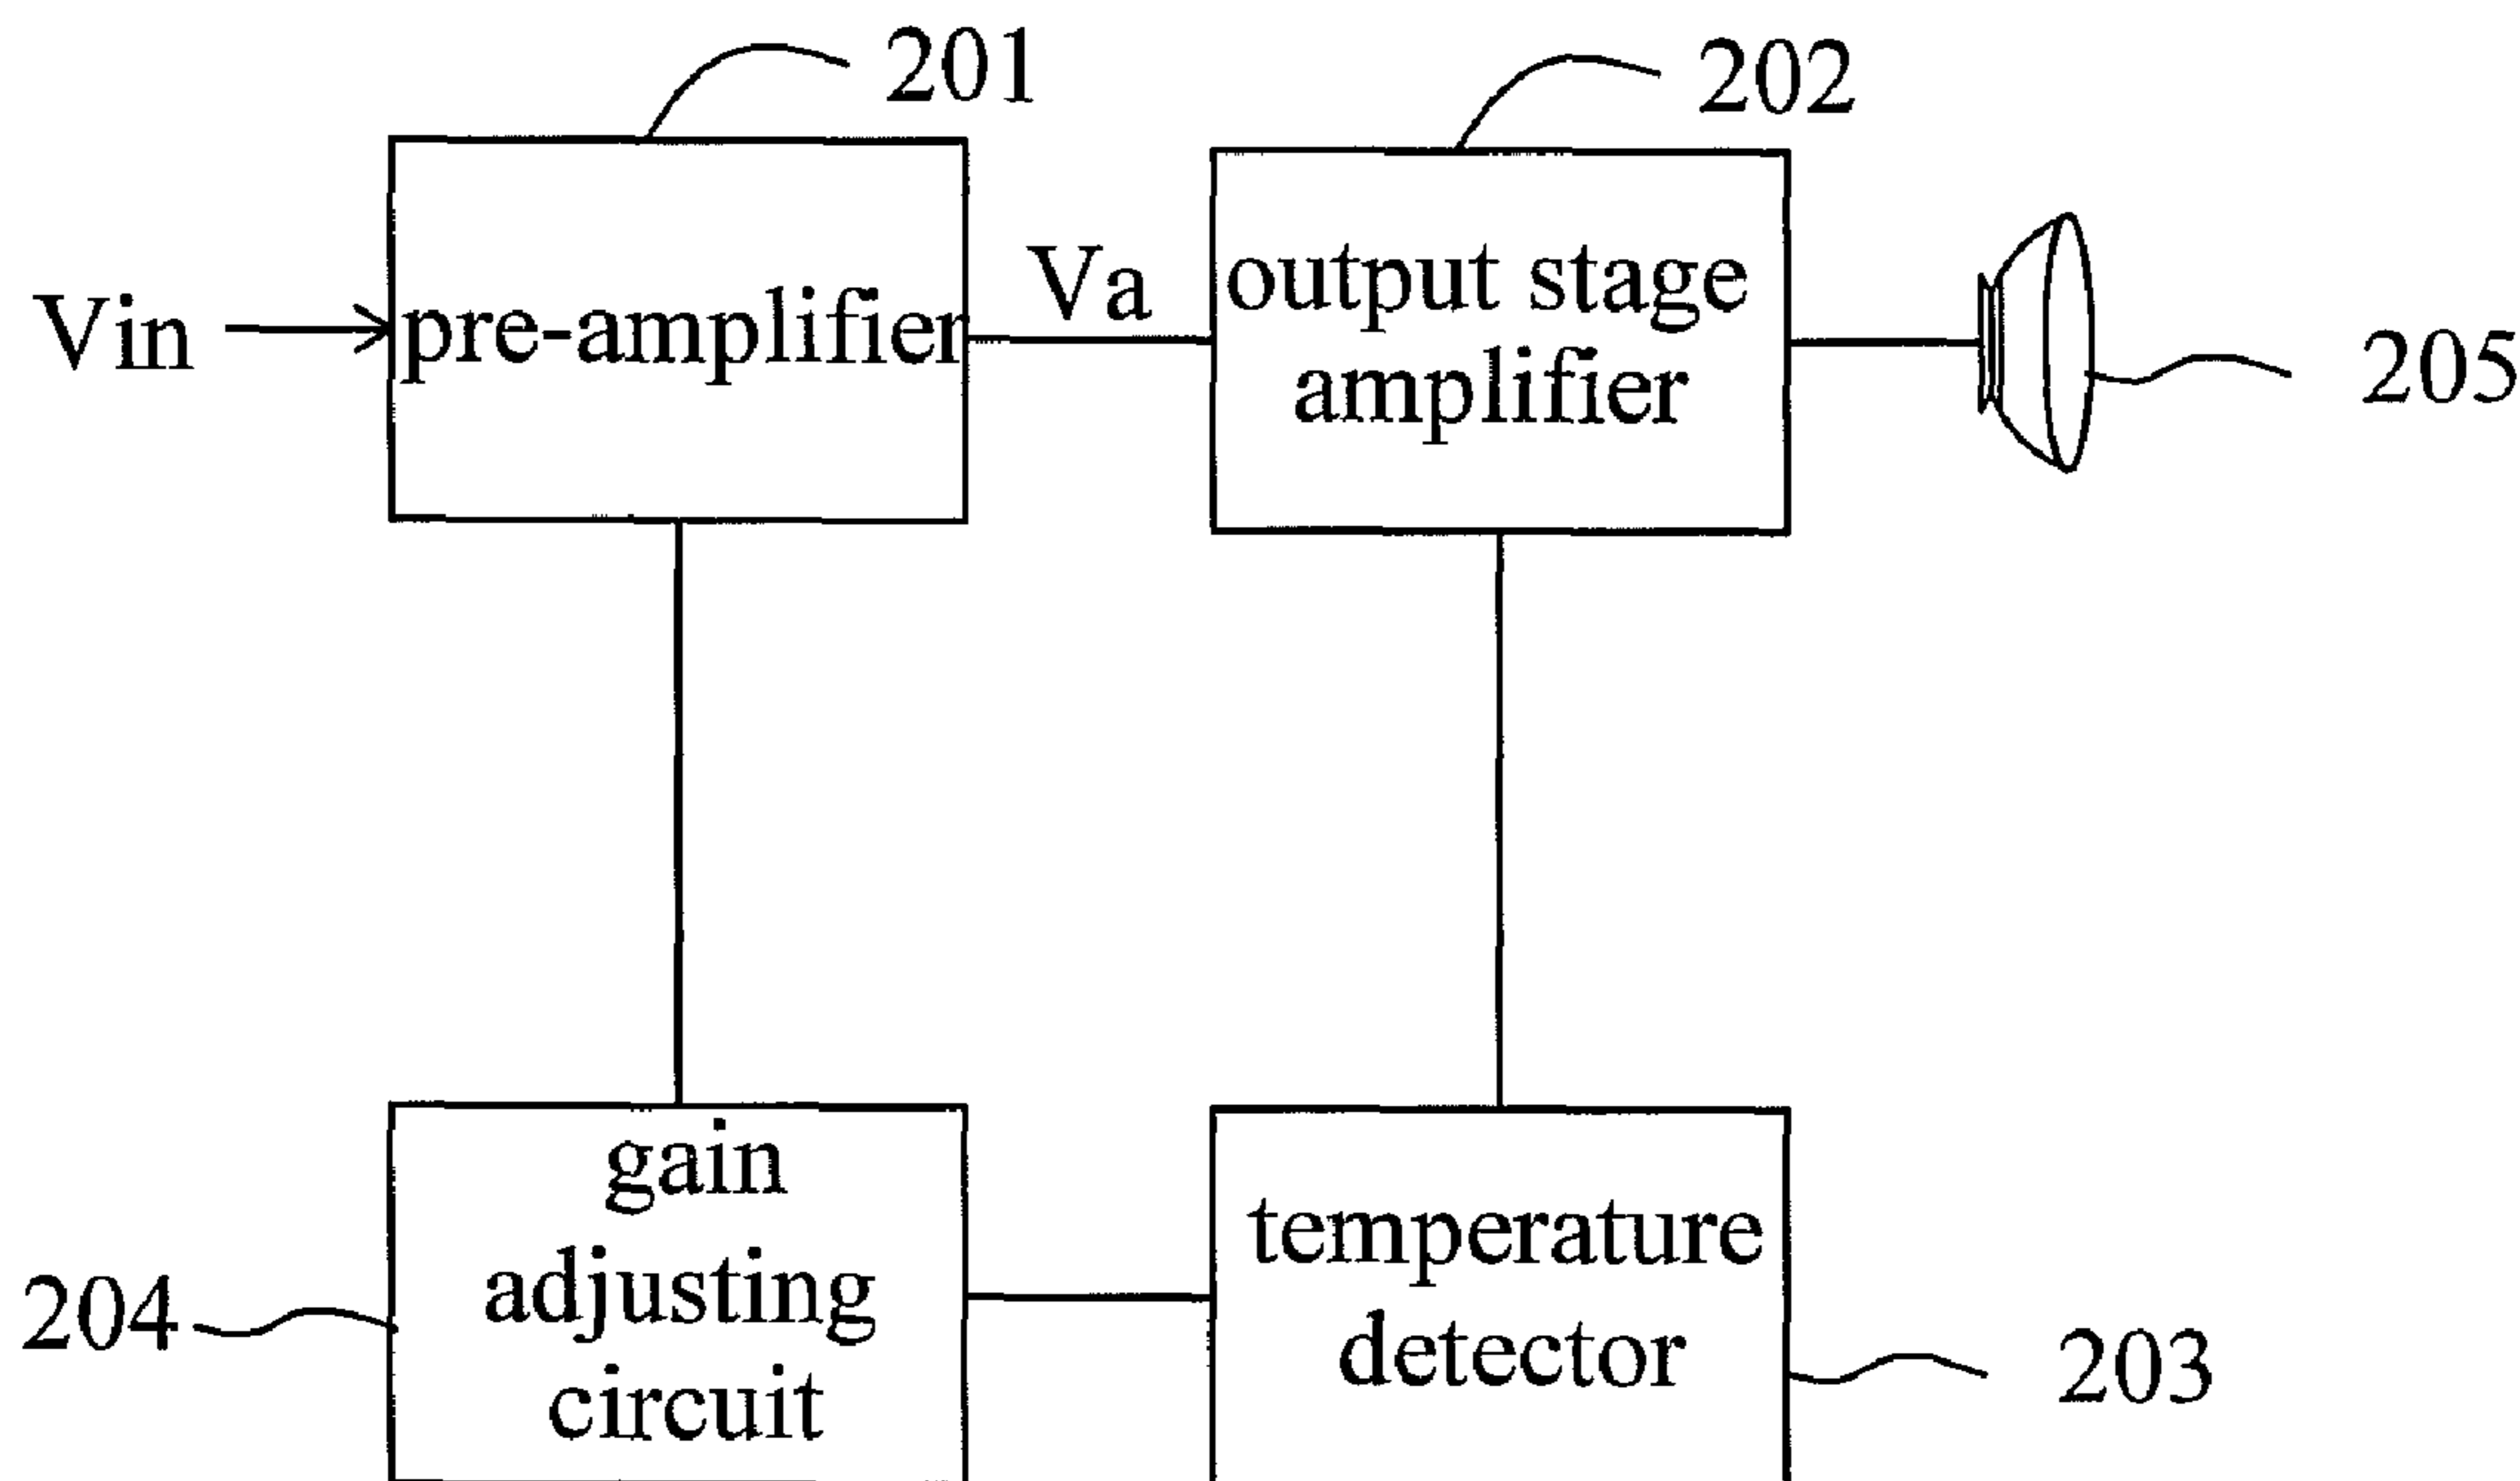 201
202
Vin
pre-amplifier
Va
output stage
amplifier
205
gain
adjusting
circuit
204
temperature
detector
203